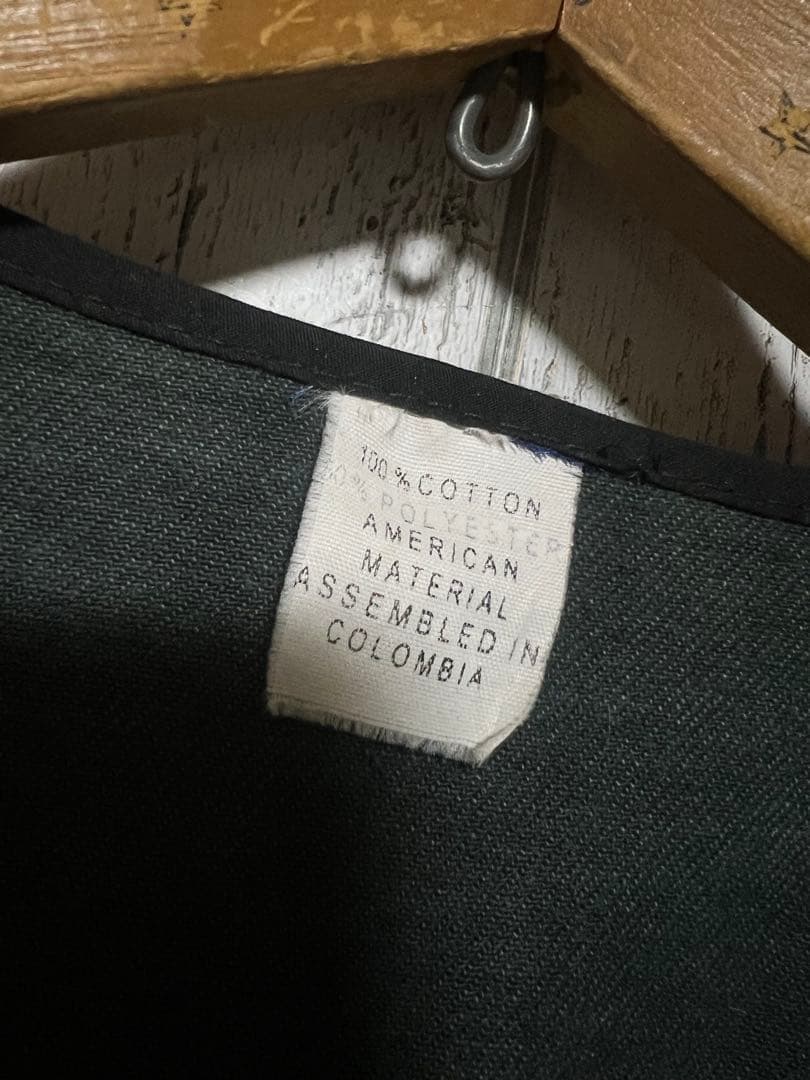 100 % COTTON
% POLYESTER
AMERICAN
MATERIAL
ASSEMBLED IN
COLOMBIA